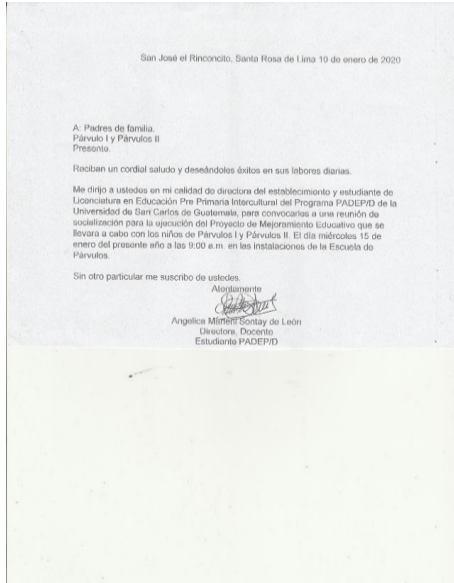 San José el Rinconcito, Santa Rosa de Lima 10 de enero de 2020
A: Padres de familia.
Párvulo I y Párvulos II
Presente.
Reciban un cordial saludo y deseándoles éxitos en sus labores diarias.
Me dirijo a ustedes en mi calidad de directora del establecimiento y estudiante de
Licenciatura en Educación Pre Primaria Intercultural del Programa PADEP/D de la
Universidad de San Carlos de Guatemala, para convocarlos a una reunión de
socialización para la ejecución del Proyecto de Mejoramiento Educativo que se
llevara a cabo con los niños de Párvulos I y Párvulos II. El día miércoles 15 de
enero del presente año a las 9:00 a.m. en las instalaciones de la Escuela de
Párvulos.
Sin otro particular me suscribo de ustedes.
Atentamente
Angelica Sontay de León
Directora, Docente
Estudiante PADEP/D